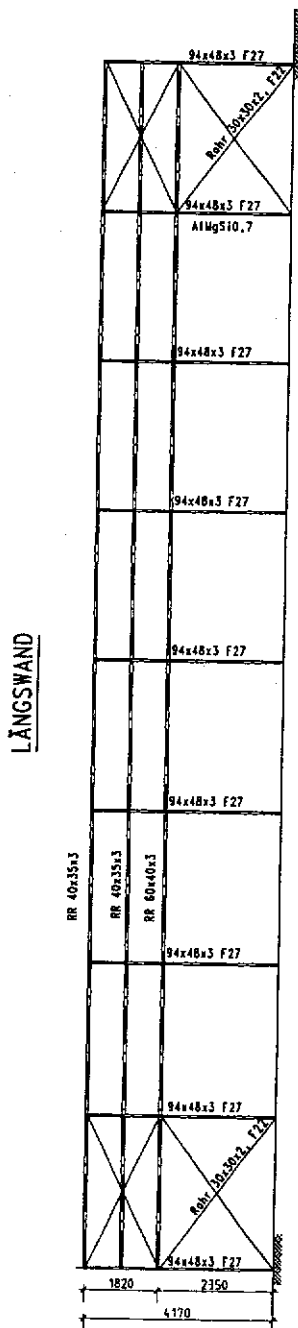 94x48x3 F27
Rohr 30x30x2, F22
94x48x3 F27
AlMgSi0,7
94x48x3 F27
94x48x3 F27
94x48x3 F27
LÄNGSWAND
94x48x3 F27
RR 40x35x3
RR 40x35x3
RR 60x40x3
94x48x3 F27
94x48x3 F27
Rohr 30x30x2, F22
94x48x3 F27
1820
2350
4170